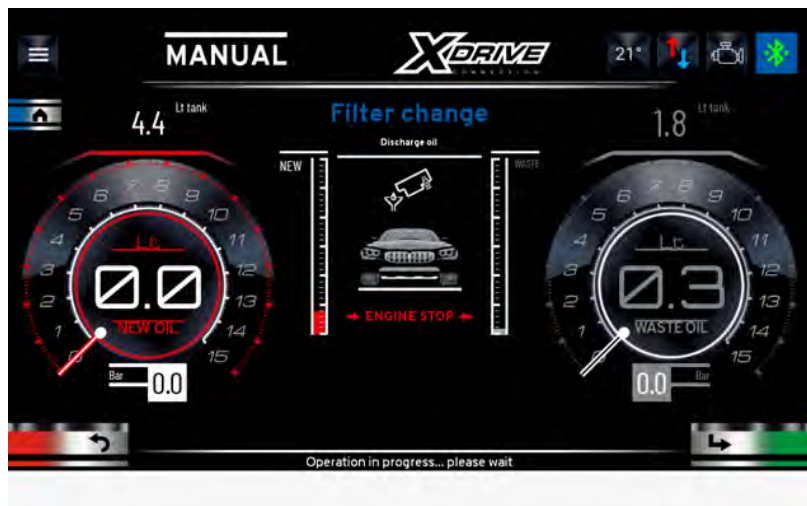 MANUAL
XDRIVE
CONNECTION
21°
4.4 Lt tank
Filter change
1.8 Lt tank
Discharge oil
NEW
WASTE
0 1 2 3 4 5 6 7 8 9 10 11 12 13 14 15
Lt
0.0
NEW OIL
Bar
0.0
ENGINE STOP
0 1 2 3 4 5 6 7 8 9 10 11 12 13 14 15
Lt
0.3
WASTE OIL
0.0
Bar
Operation in progress... please wait